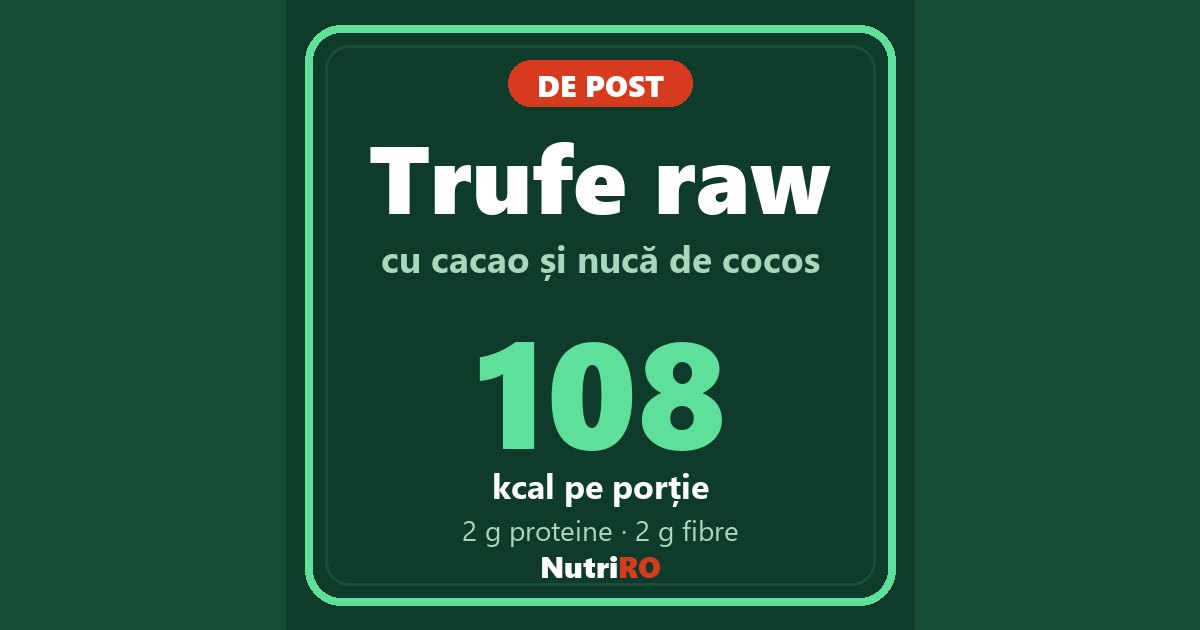 DE POST
Trufe raw
cu cacao și nucă de cocos
108
kcal pe porție
2 g proteine · 2 g fibre
NutriRO